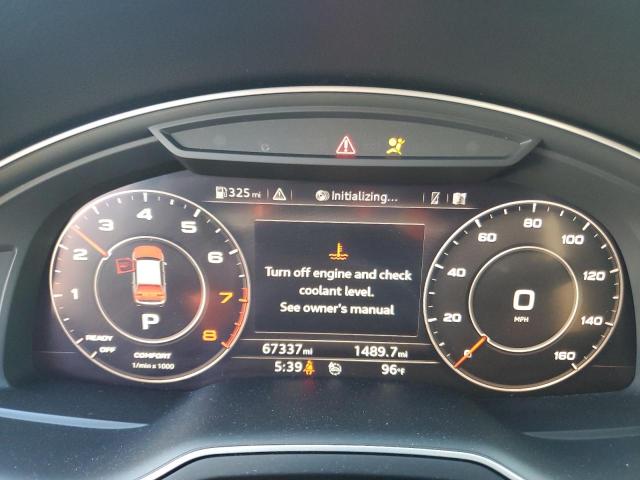 325 mi Initializing...
1 2 3 4 5 6 7 8
P
READY
OFF
COMFORT
1/min x 1000
Turn off engine and check
coolant level.
See owner's manual
67337 mi 1489.7 mi
5:39 96°F
20 40 60 80 100 120 140 160
0
MPH